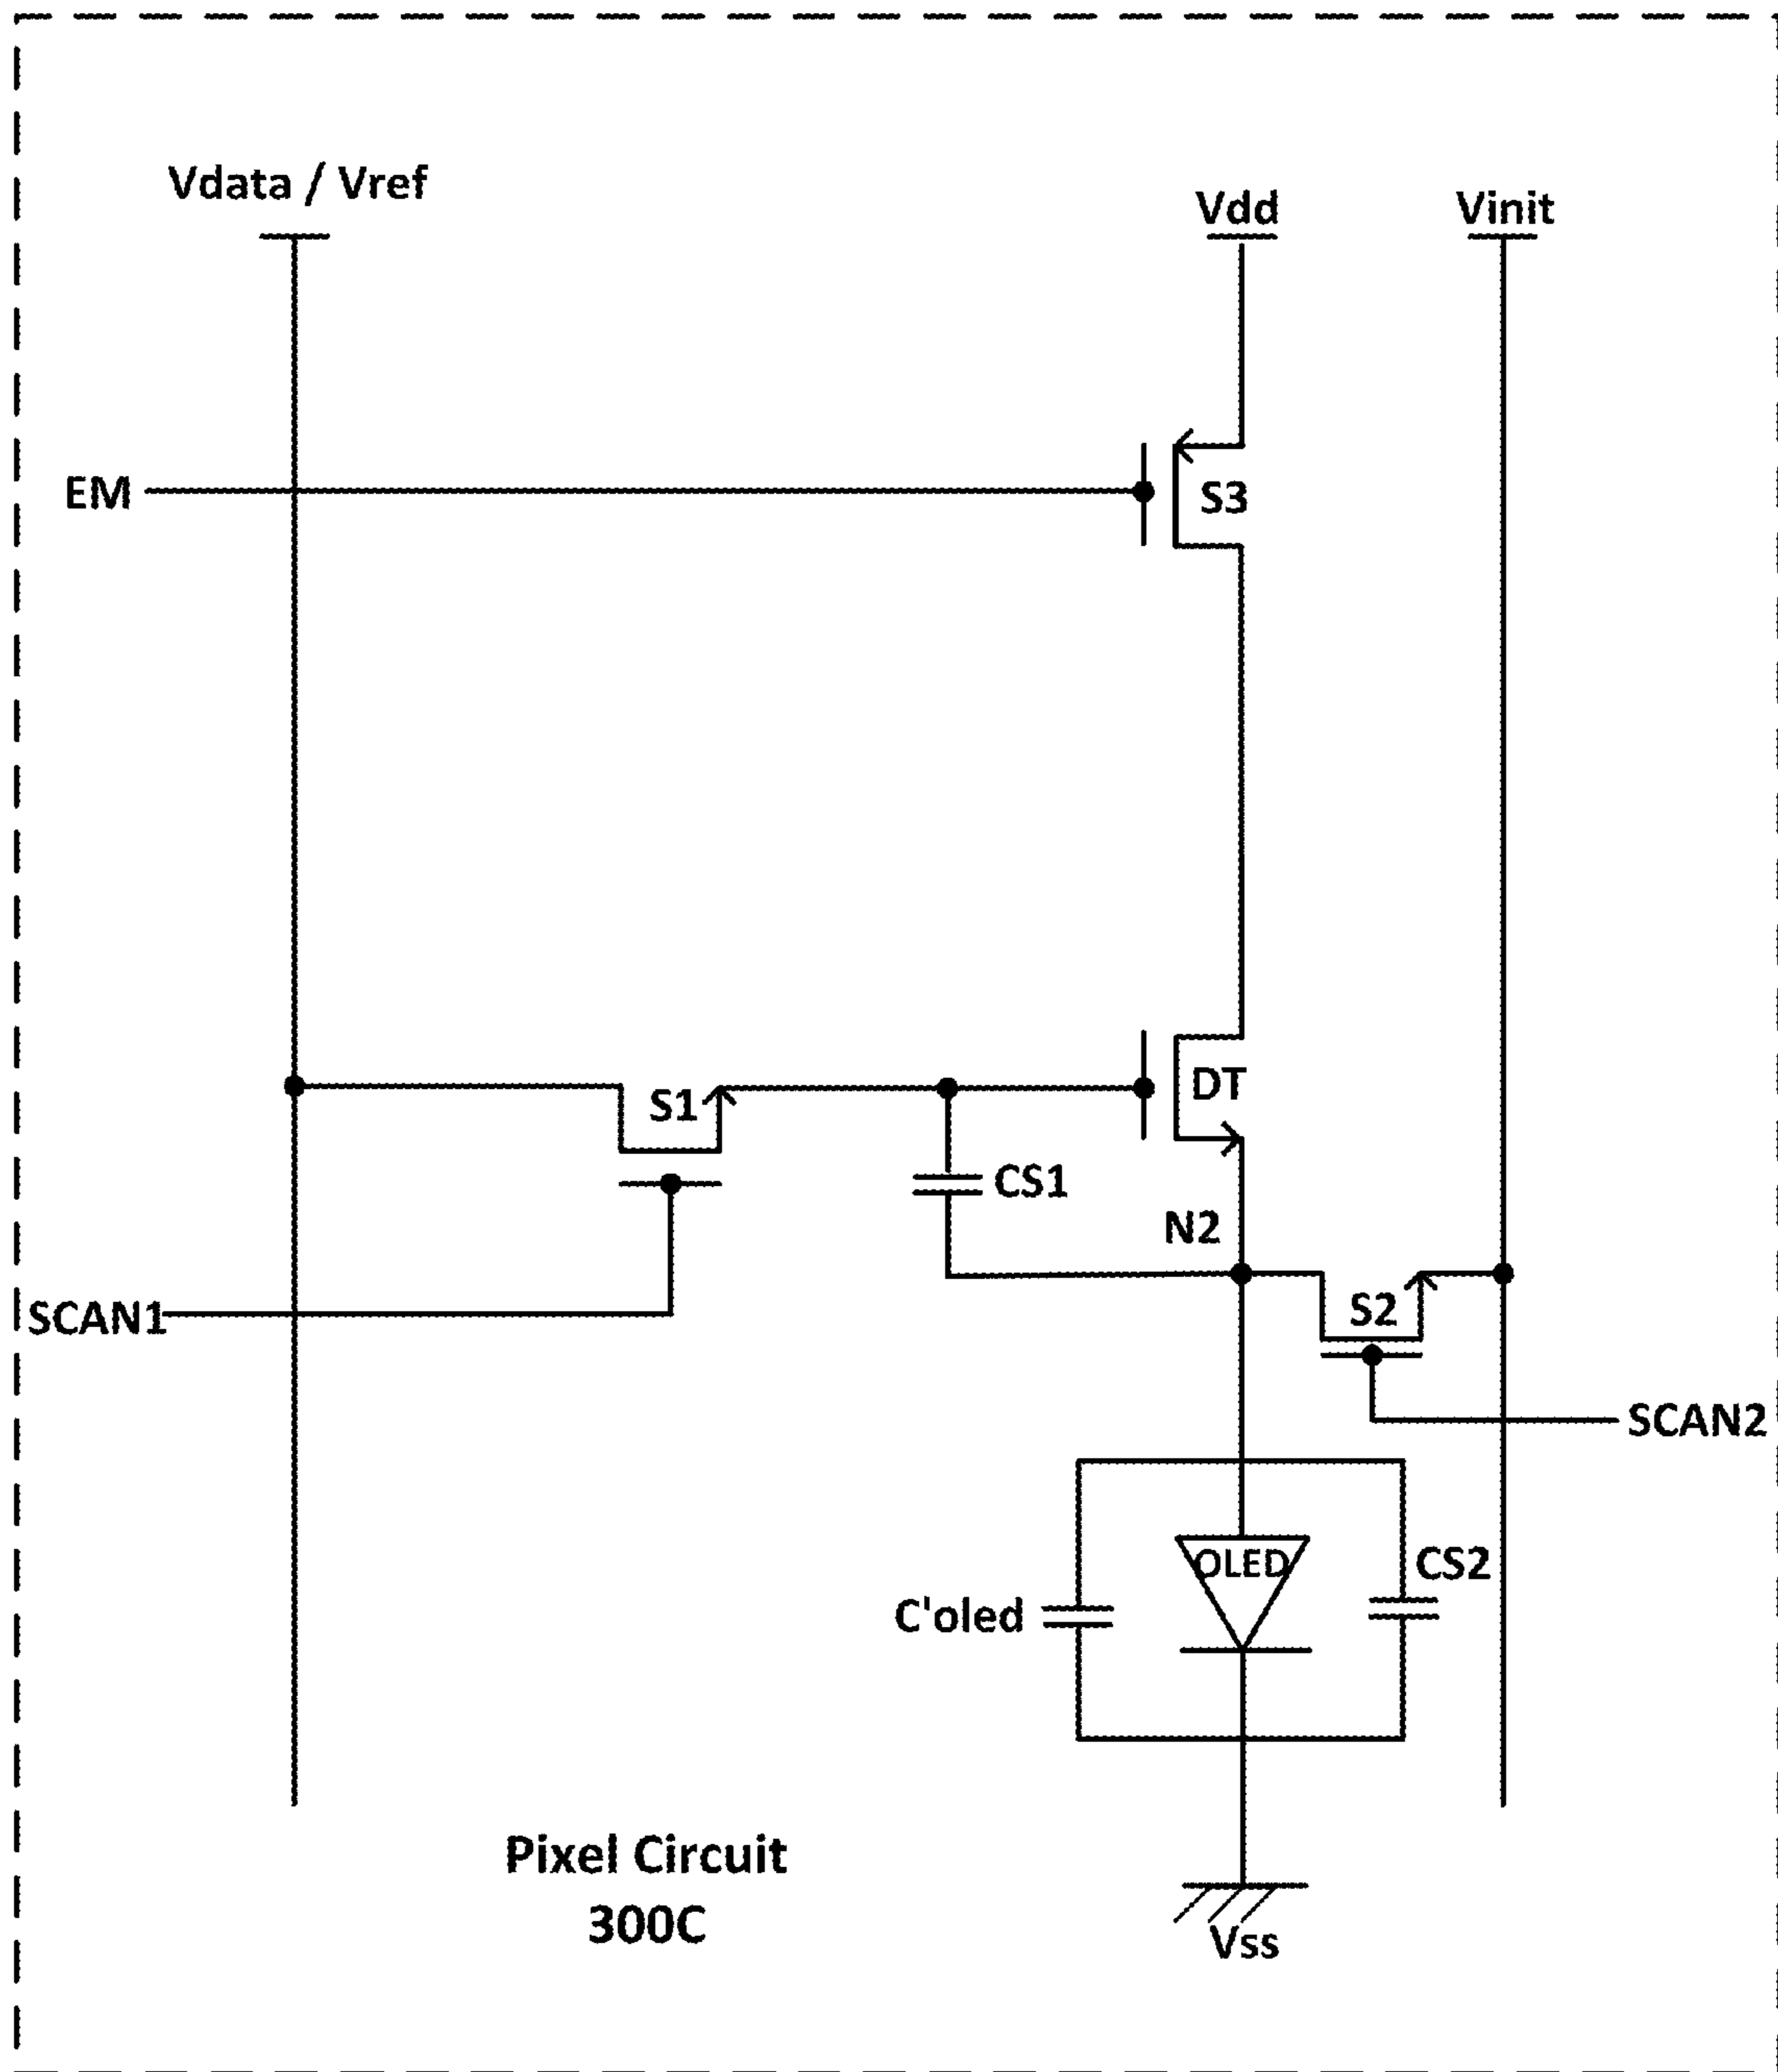 Vdata / Vref
Vdd
Vinit
EM
S3
S1
DT
CS1
N2
SCAN1
S2
SCAN2
OLED
CS2
C'oled
Pixel Circuit
300C
Vss